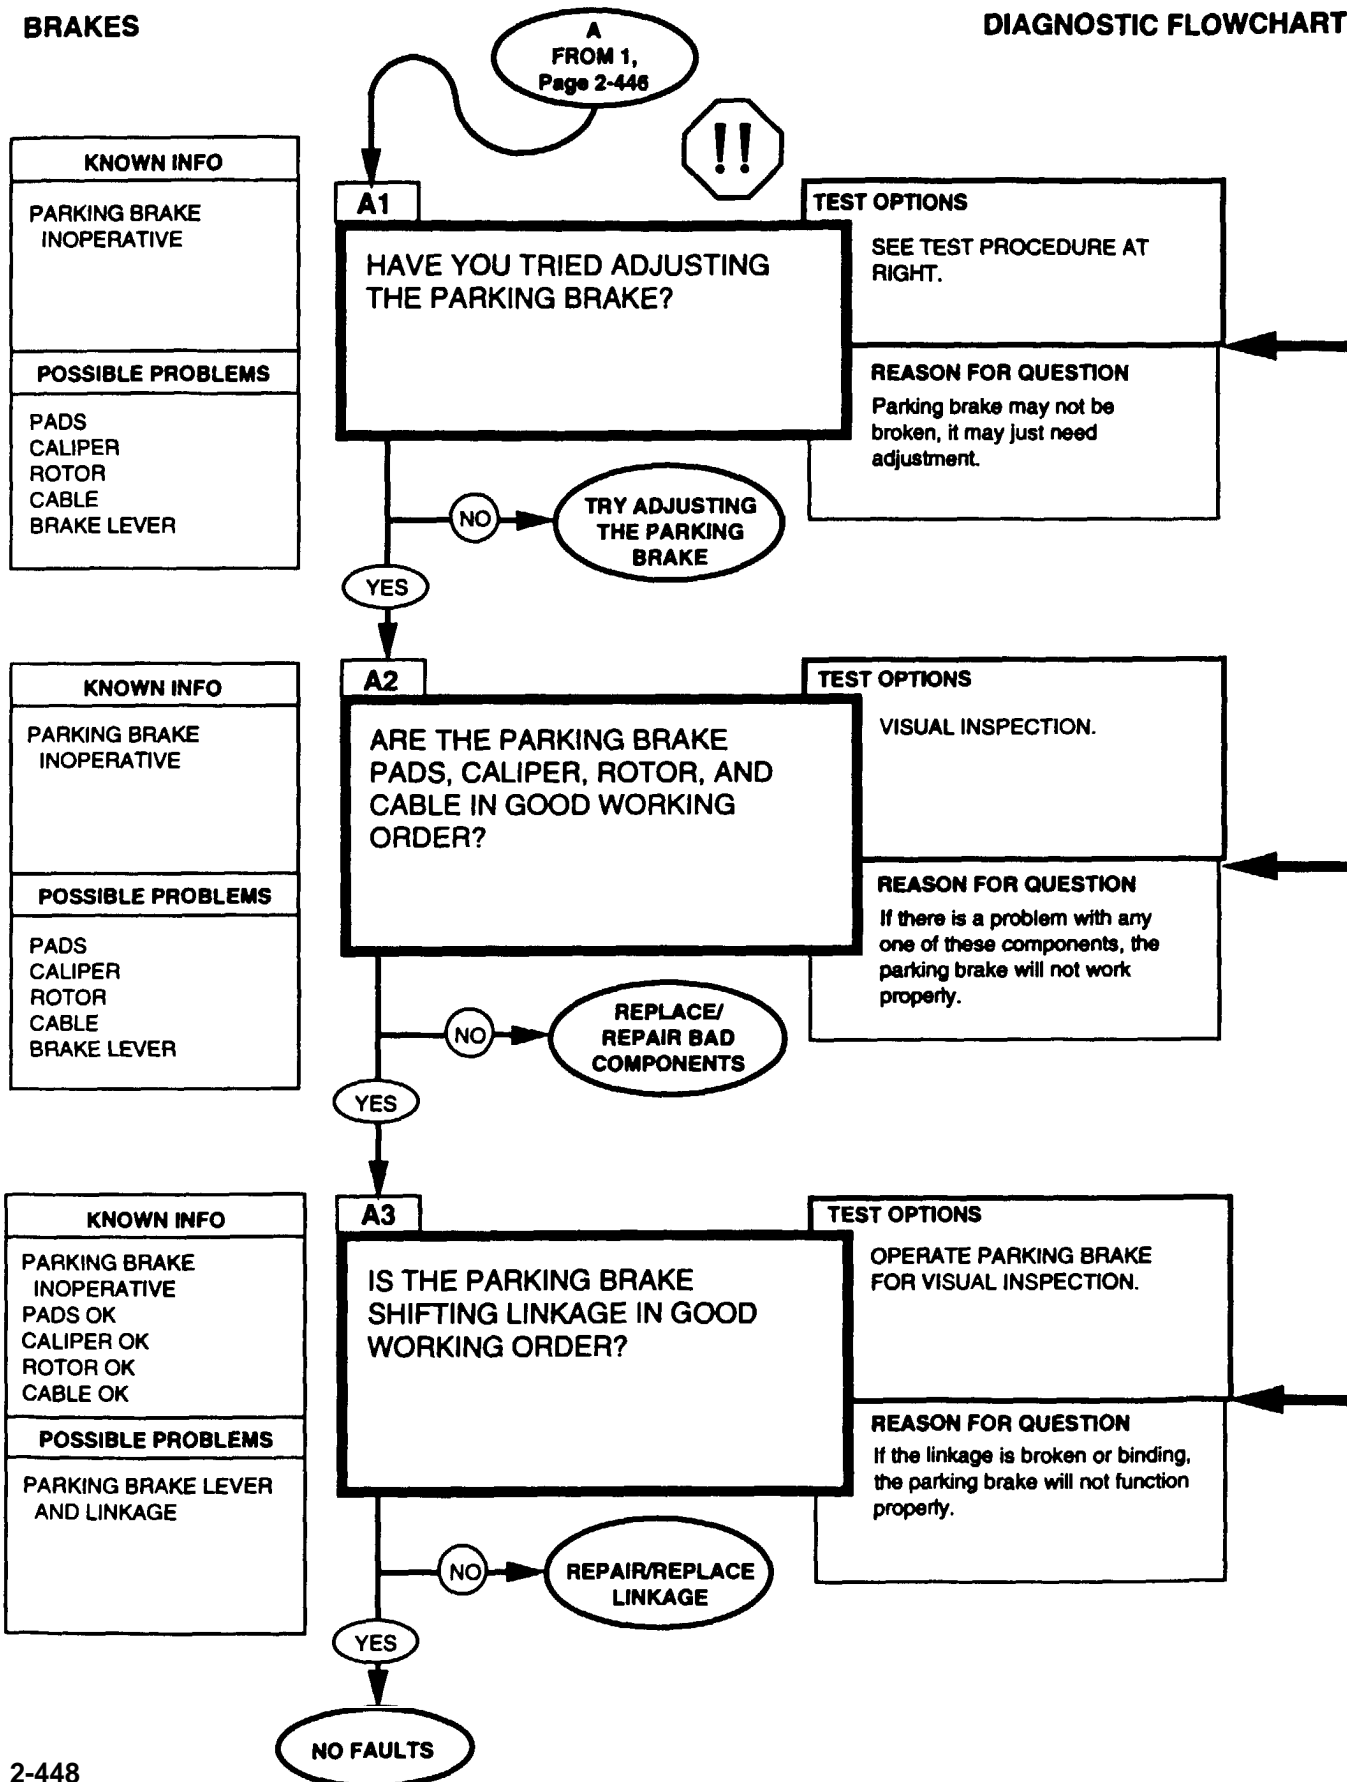 BRAKES
DIAGNOSTIC FLOWCHART
A
FROM 1,
Page 2-446
!!
KNOWN INFO
PARKING BRAKE
INOPERATIVE
POSSIBLE PROBLEMS
PADS
CALIPER
ROTOR
CABLE
BRAKE LEVER
A1
HAVE YOU TRIED ADJUSTING
THE PARKING BRAKE?
TEST OPTIONS
SEE TEST PROCEDURE AT
RIGHT.
REASON FOR QUESTION
Parking brake may not be
broken, it may just need
adjustment.
NO
TRY ADJUSTING
THE PARKING
BRAKE
YES
KNOWN INFO
PARKING BRAKE
INOPERATIVE
POSSIBLE PROBLEMS
PADS
CALIPER
ROTOR
CABLE
BRAKE LEVER
A2
ARE THE PARKING BRAKE
PADS, CALIPER, ROTOR, AND
CABLE IN GOOD WORKING
ORDER?
TEST OPTIONS
VISUAL INSPECTION.
REASON FOR QUESTION
If there is a problem with any
one of these components, the
parking brake will not work
properly.
NO
REPLACE/
REPAIR BAD
COMPONENTS
YES
KNOWN INFO
PARKING BRAKE
INOPERATIVE
PADS OK
CALIPER OK
ROTOR OK
CABLE OK
POSSIBLE PROBLEMS
PARKING BRAKE LEVER
AND LINKAGE
A3
IS THE PARKING BRAKE
SHIFTING LINKAGE IN GOOD
WORKING ORDER?
TEST OPTIONS
OPERATE PARKING BRAKE
FOR VISUAL INSPECTION.
REASON FOR QUESTION
If the linkage is broken or binding,
the parking brake will not function
properly.
NO
REPAIR/REPLACE
LINKAGE
YES
NO FAULTS
2-448